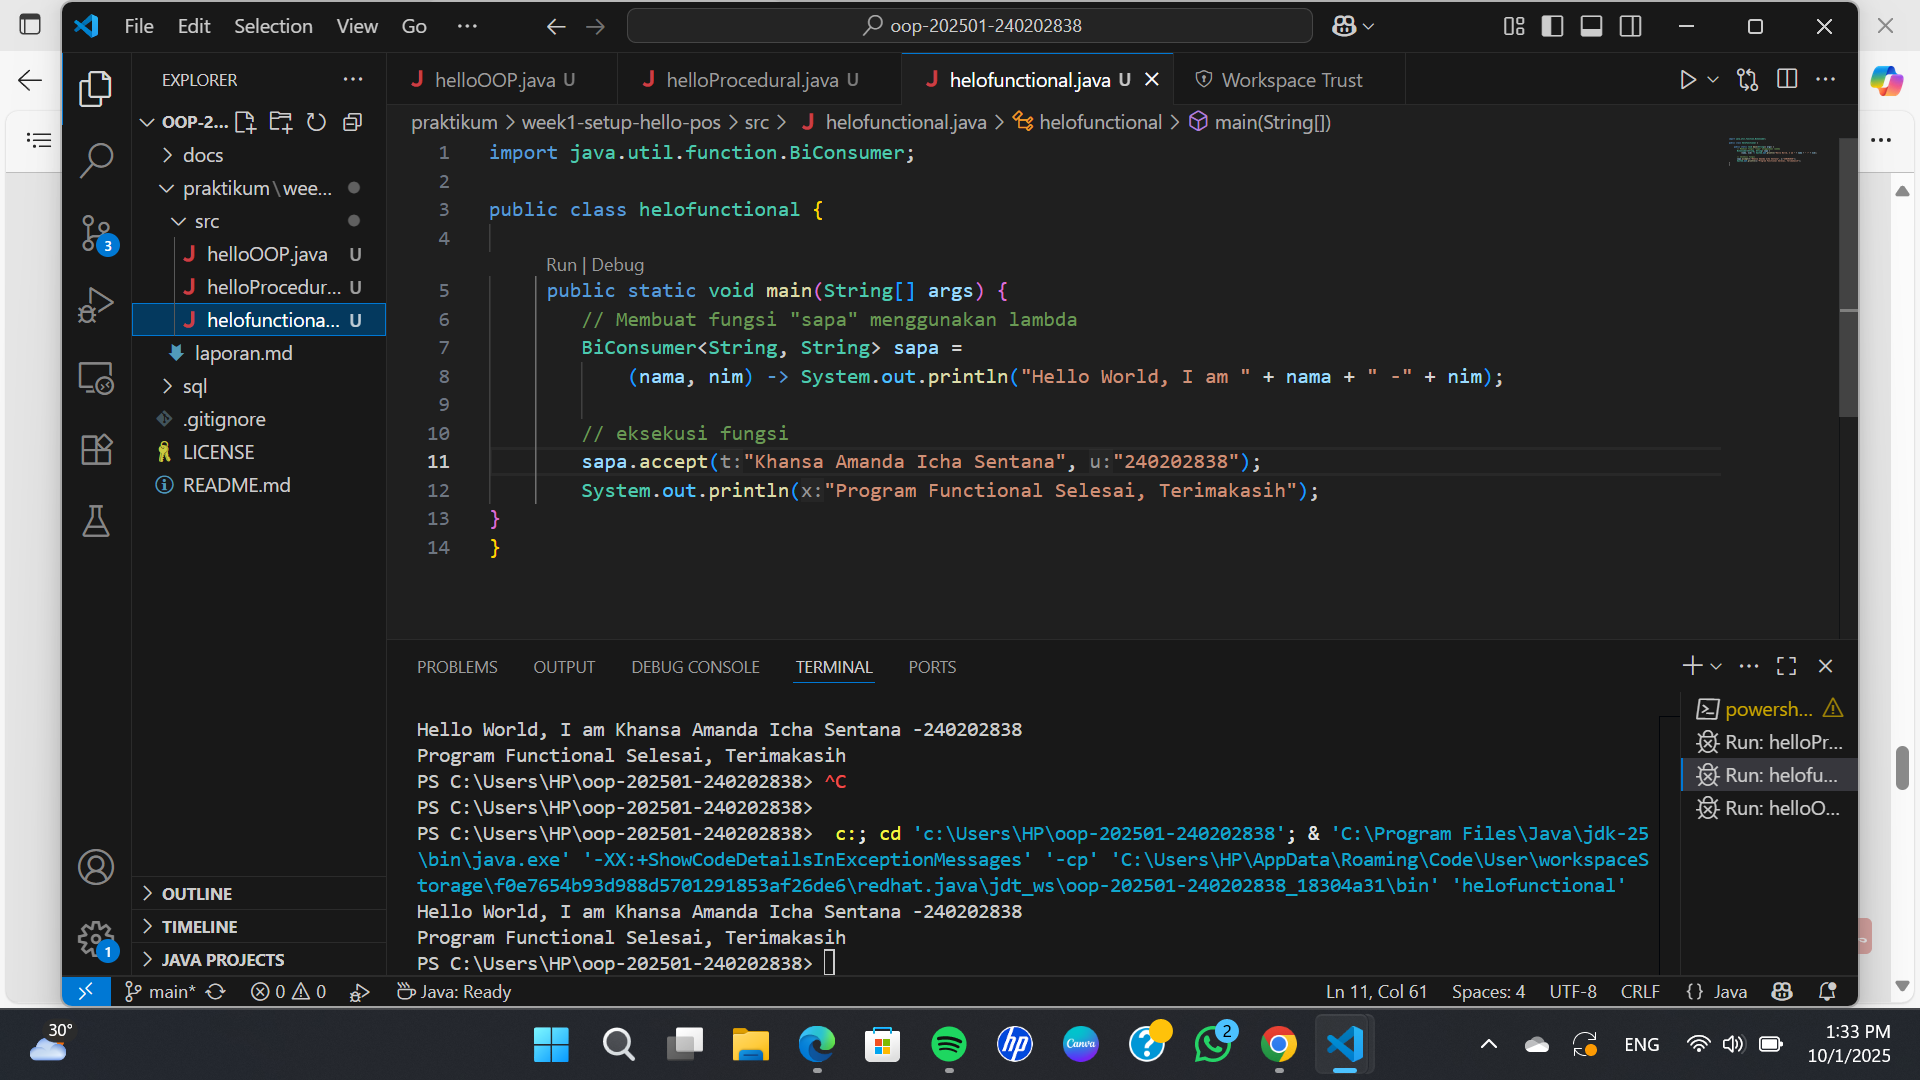 File Edit Selection View Go ··· oop-202501-240202838
EXPLORER ···
helloOOP.java U
helloProcedural.java U
helofunctional.java U
Workspace Trust
OOP-2...
docs
praktikum\wee...
src
helloOOP.java U
helloProcedur... U
helofunctiona... U
laporan.md
sql
.gitignore
LICENSE
README.md
OUTLINE
TIMELINE
JAVA PROJECTS
praktikum > week1-setup-hello-pos > src > helofunctional.java > helofunctional > main(String[])
1 import java.util.function.BiConsumer;
2
3 public class helofunctional {
4
Run | Debug
5 public static void main(String[] args) {
6 // Membuat fungsi "sapa" menggunakan lambda
7 BiConsumer<String, String> sapa =
8 (nama, nim) -> System.out.println("Hello World, I am " + nama + " -" + nim);
9
10 // eksekusi fungsi
11 sapa.accept(t:"Khansa Amanda Icha Sentana", u:"240202838");
12 System.out.println(x:"Program Functional Selesai, Terimakasih");
13 }
14 }
PROBLEMS OUTPUT DEBUG CONSOLE TERMINAL PORTS
Hello World, I am Khansa Amanda Icha Sentana -240202838
Program Functional Selesai, Terimakasih
PS C:\Users\HP\oop-202501-240202838> ^C
PS C:\Users\HP\oop-202501-240202838>
PS C:\Users\HP\oop-202501-240202838> c:; cd 'c:\Users\HP\oop-202501-240202838'; & 'C:\Program Files\Java\jdk-25
\bin\java.exe' '-XX:+ShowCodeDetailsInExceptionMessages' '-cp' 'C:\Users\HP\AppData\Roaming\Code\User\workspaceS
torage\f0e7654b93d988d5701291853af26de6\redhat.java\jdt_ws\oop-202501-240202838_18304a31\bin' 'helofunctional'
Hello World, I am Khansa Amanda Icha Sentana -240202838
Program Functional Selesai, Terimakasih
PS C:\Users\HP\oop-202501-240202838>
powersh...
Run: helloPr...
Run: helofu...
Run: helloO...
3
1
main* 0 0 Java: Ready
Ln 11, Col 61 Spaces: 4 UTF-8 CRLF {} Java
30°
hp
Canva
2
ENG
1:33 PM
10/1/2025